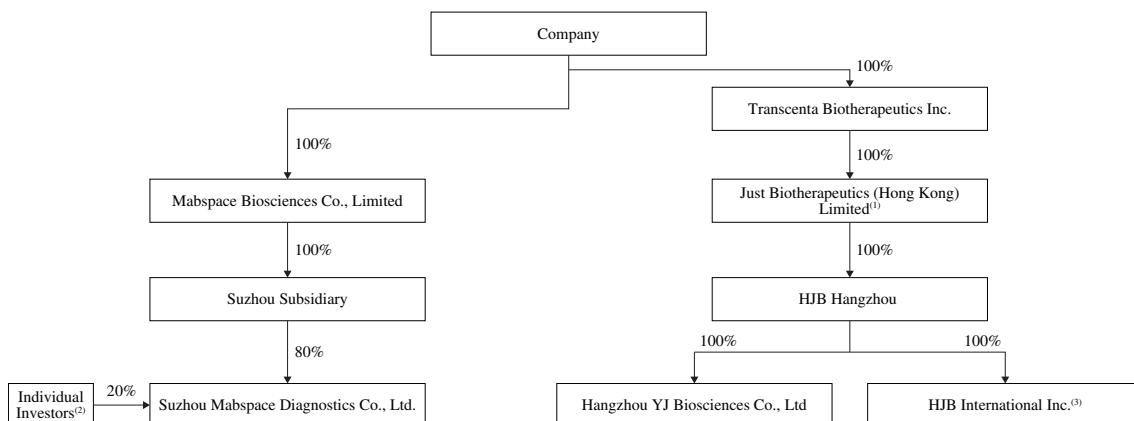 Company
100%
Transcenta Biotherapeutics Inc.
100%
100%
Mabspace Biosciences Co., Limited
Just Biotherapeutics (Hong Kong)
Limited(1)
100%
100%
Suzhou Subsidiary
HJB Hangzhou
80%
100%
100%
Individual
Investors(2)
20%
Suzhou Mabspace Diagnostics Co., Ltd.
Hangzhou YJ Biosciences Co., Ltd
HJB International Inc.(3)